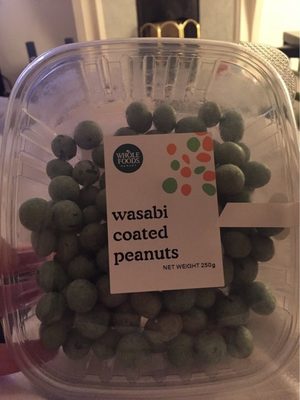 WHOLE
FOODS
MARKET
wasabi
coated
peanuts
NET WEIGHT 250g